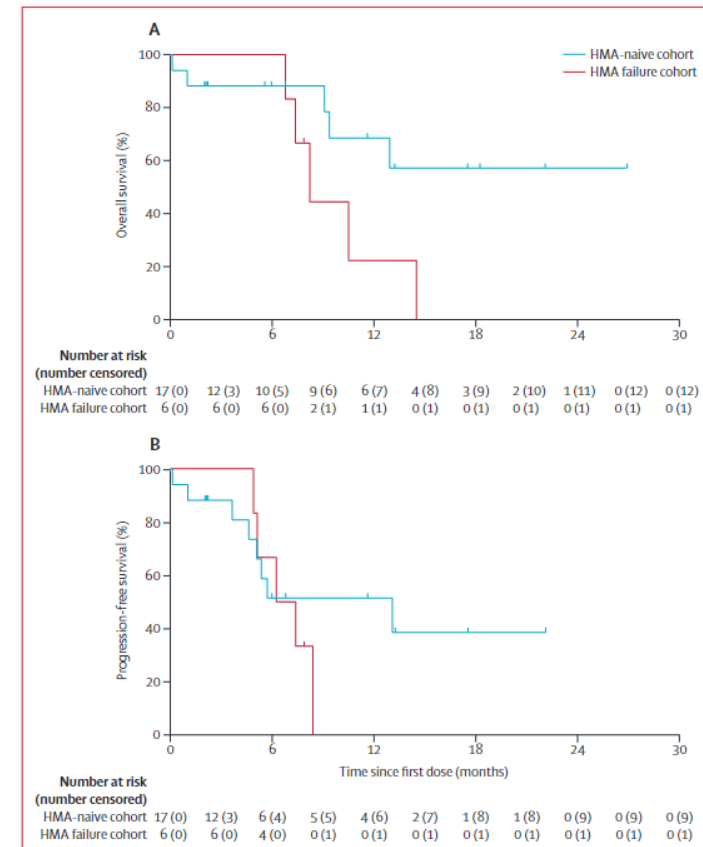 A
HMA-naive cohort
HMA failure cohort
100
80
60
40
20
0
Overall survival (%)
0 6 12 18 24 30
Number at risk
(number censored)
HMA-naive cohort 17 (0) 12 (3) 10 (5) 9 (6) 6 (7) 4 (8) 3 (9) 2 (10) 1 (11) 0 (12) 0 (12)
HMA failure cohort 6 (0) 6 (0) 6 (0) 2 (1) 1 (1) 0 (1) 0 (1) 0 (1) 0 (1) 0 (1) 0 (1)
B
100
80
60
40
20
0
Progression-free survival (%)
0 6 12 18 24 30
Time since first dose (months)
Number at risk
(number censored)
HMA-naive cohort 17 (0) 12 (3) 6 (4) 5 (5) 4 (6) 2 (7) 1 (8) 1 (8) 0 (9) 0 (9) 0 (9)
HMA failure cohort 6 (0) 6 (0) 4 (0) 0 (1) 0 (1) 0 (1) 0 (1) 0 (1) 0 (1) 0 (1) 0 (1)